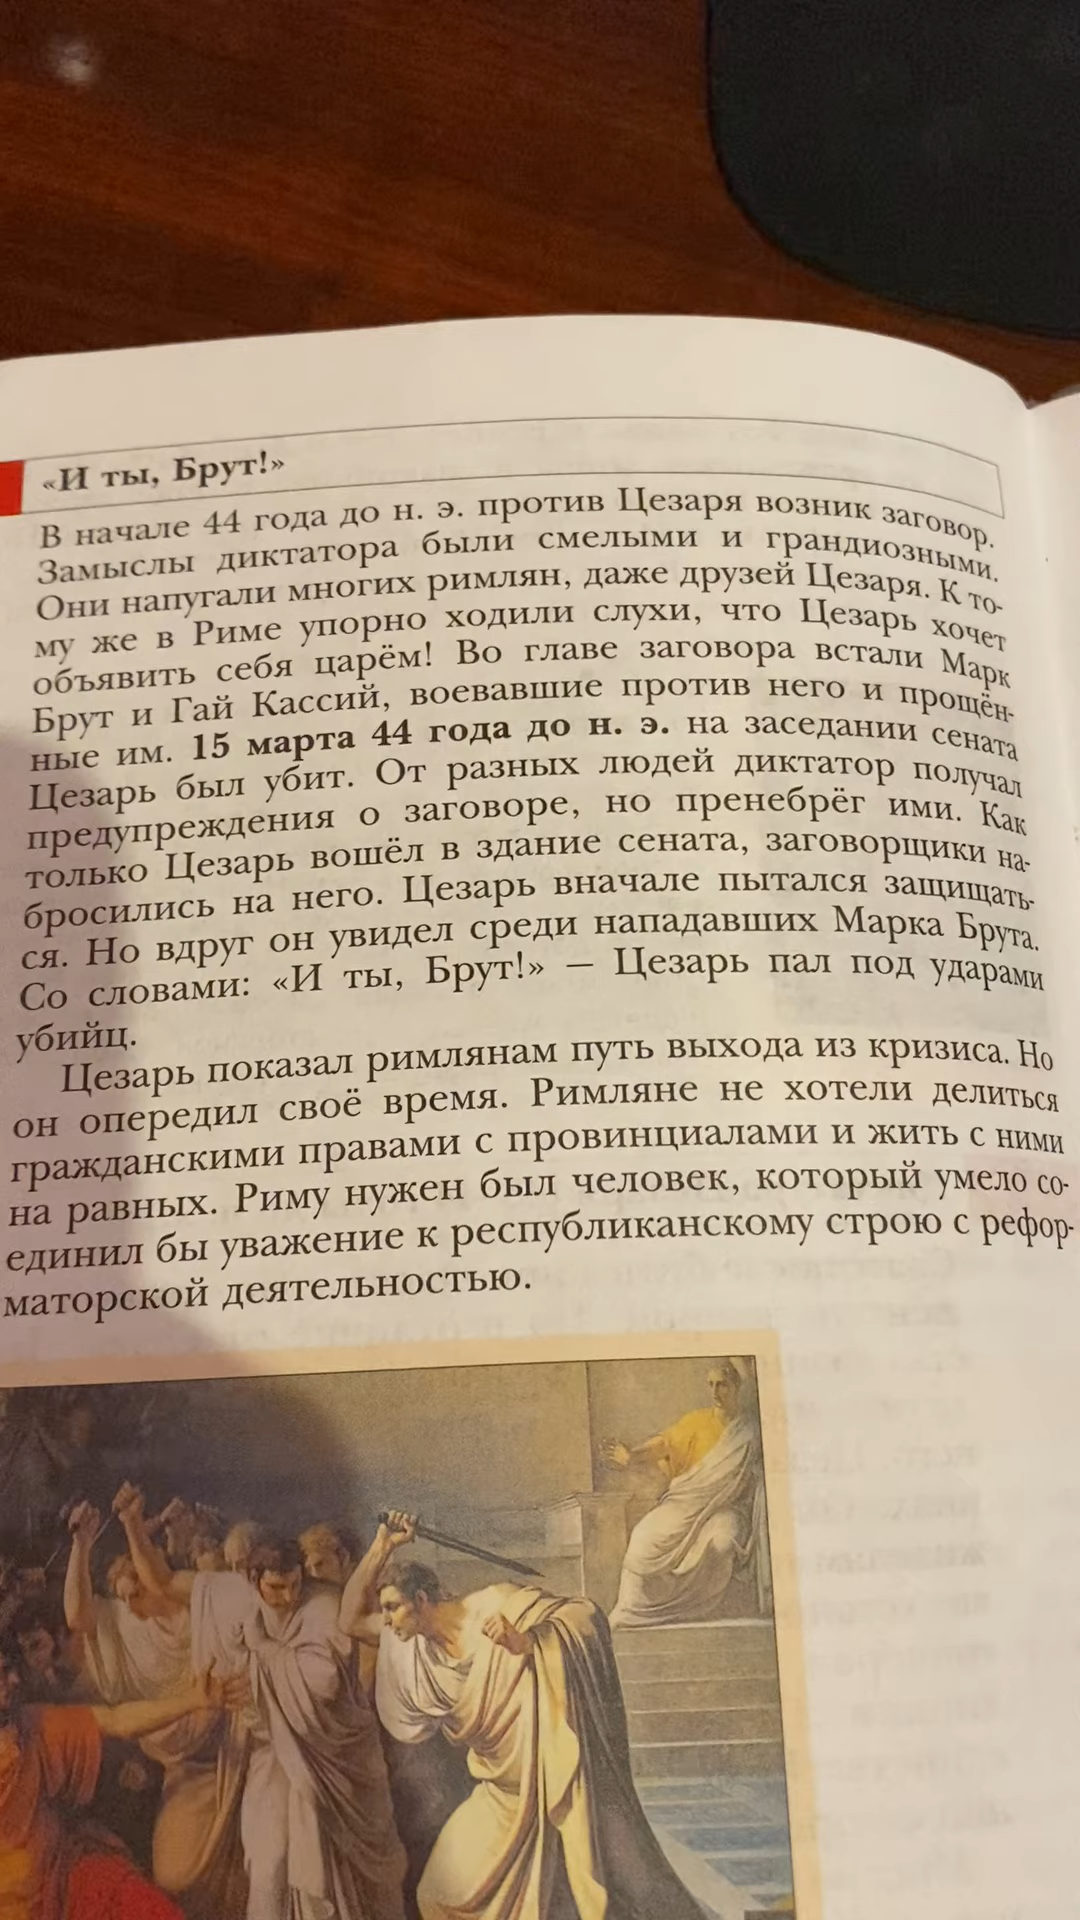 «И ты, Брут!»
В начале 44 года до н. э. против Цезаря возник заговор.
Замыслы диктатора были смелыми и грандиозными.
Они напугали многих римлян, даже друзей Цезаря. К то-
му же в Риме упорно ходили слухи, что Цезарь хочет
объявить себя царём! Во главе заговора встали Марк
Брут и Гай Кассий, воевавшие против него и прощён-
ные им. 15 марта 44 года до н. э. на заседании сената
Цезарь был убит. От разных людей диктатор получал
предупреждения о заговоре, но пренебрёг ими. Как
только Цезарь вошёл в здание сената, заговорщики на-
бросились на него. Цезарь вначале пытался защищать-
ся. Но вдруг он увидел среди нападавших Марка Брута.
Со словами: «И ты, Брут!» — Цезарь пал под ударами
убийц.
Цезарь показал римлянам путь выхода из кризиса. Но
он опередил своё время. Римляне не хотели делиться
гражданскими правами с провинциалами и жить с ними
на равных. Риму нужен был человек, который умело со-
единил бы уважение к республиканскому строю с рефор-
маторской деятельностью.